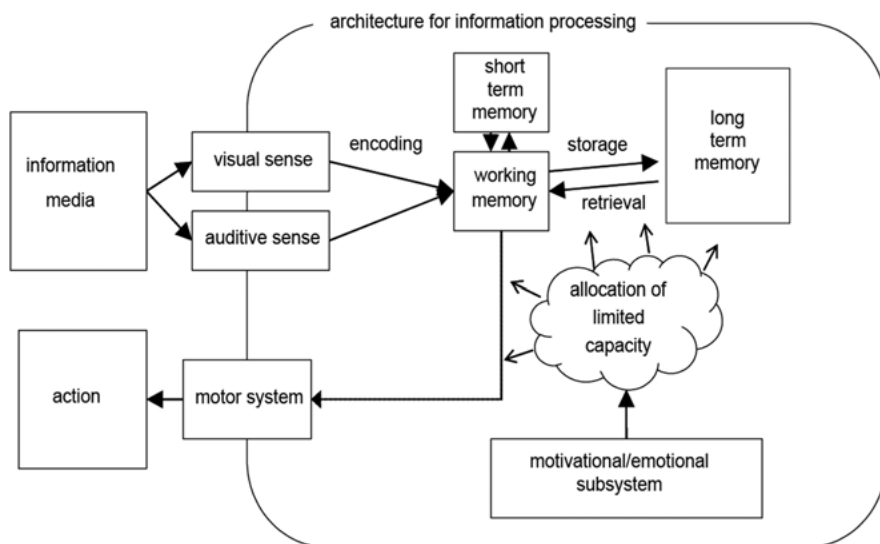 architecture for information processing
short
term
memory
long
term
memory
information
media
visual sense
auditive sense
encoding
working
memory
storage
retrieval
allocation of
limited
capacity
action
motor system
motivational/emotional
subsystem